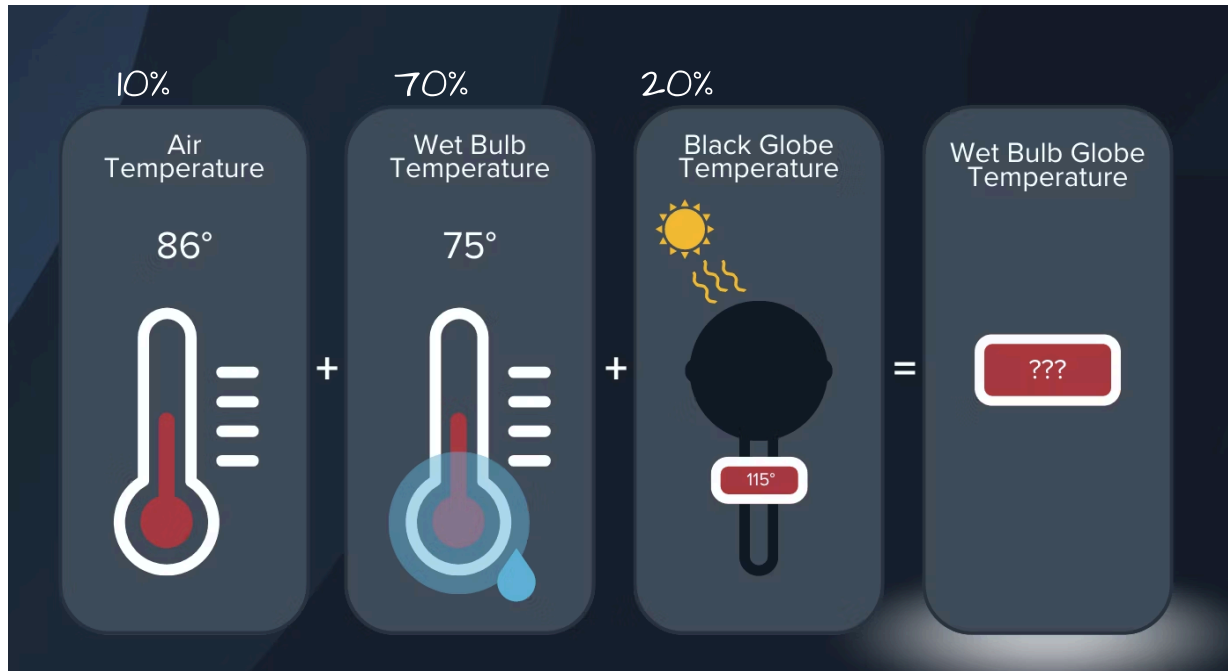 10%
70%
20%
Air
Temperature
86°
+
Wet Bulb
Temperature
75°
+
Black Globe
Temperature
115°
=
Wet Bulb Globe
Temperature
???